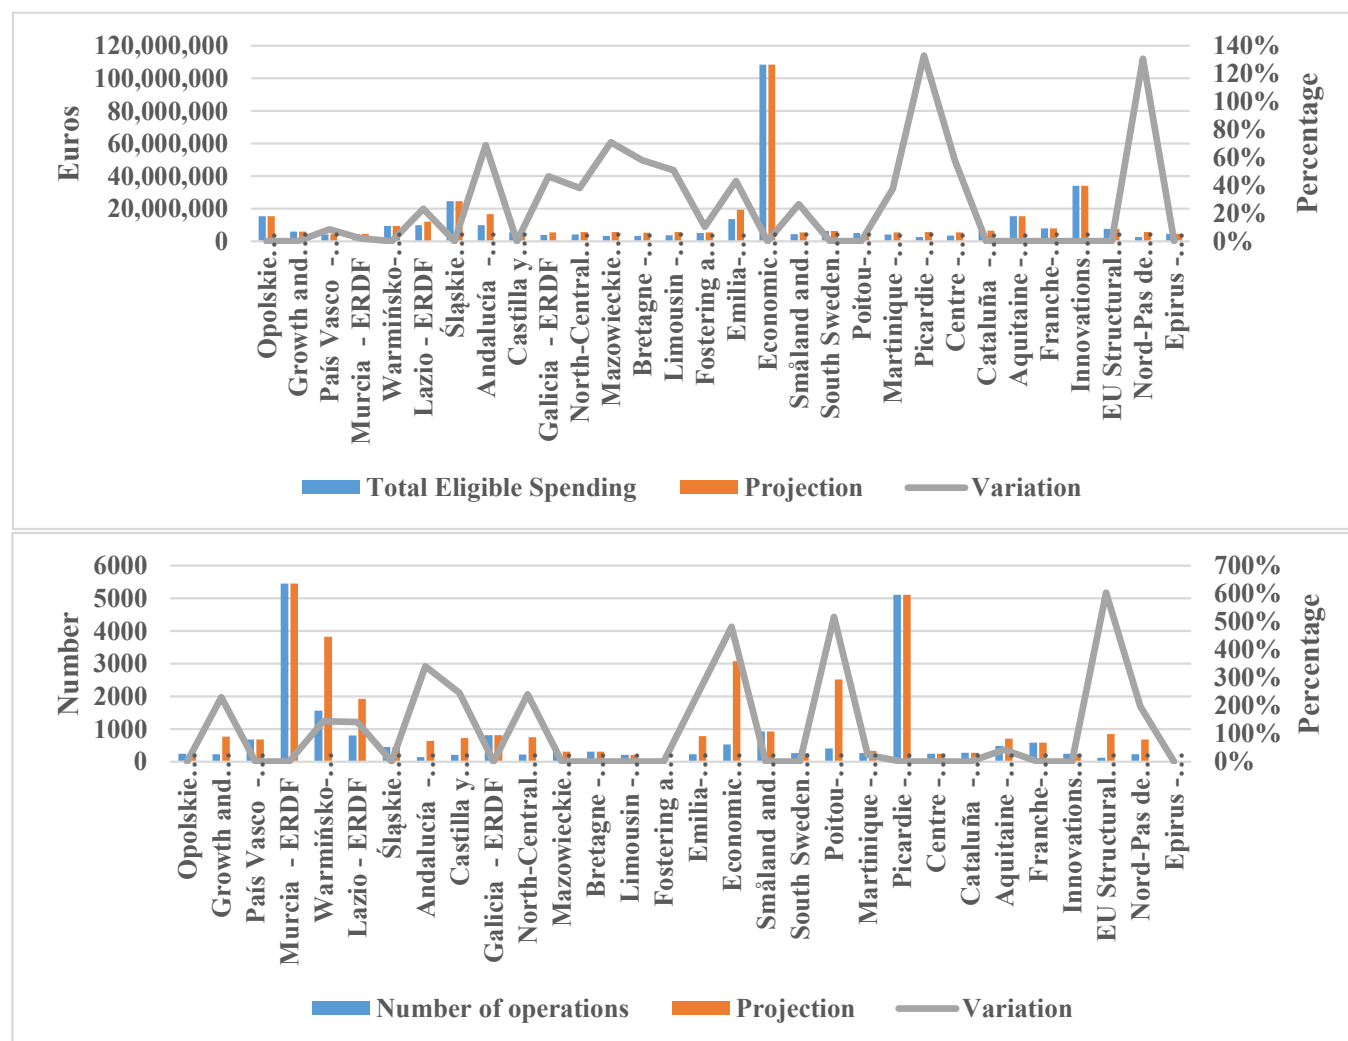 120,000,000
100,000,000
80,000,000
60,000,000
40,000,000
20,000,000
0
Euros
140%
120%
100%
80%
60%
40%
20%
0%
Percentage
Opolskie..
Growth and..
País Vasco -..
Murcia - ERDF
Warmińsko-..
Lazio - ERDF
Śląskie..
Andalucía -..
Castilla y..
Galicia - ERDF
North-Central..
Mazowieckie..
Bretagne -..
Limousin -..
Fostering a..
Emilia-..
Economic..
Småland and..
South Sweden..
Poitou-..
Martinique -..
Picardie -..
Centre -..
Cataluña -..
Aquitaine -..
Franche-..
Innovations..
EU Structural..
Nord-Pas de..
Epirus -..
Total Eligible Spending
Projection
Variation
6000
5000
4000
3000
2000
1000
0
Number
700%
600%
500%
400%
300%
200%
100%
0%
Percentage
Opolskie..
Growth and..
País Vasco -..
Murcia - ERDF
Warmińsko-..
Lazio - ERDF
Śląskie..
Andalucía -..
Castilla y..
Galicia - ERDF
North-Central..
Mazowieckie..
Bretagne -..
Limousin -..
Fostering a..
Emilia-..
Economic..
Småland and..
South Sweden..
Poitou-..
Martinique -..
Picardie -..
Centre -..
Cataluña -..
Aquitaine -..
Franche-..
Innovations..
EU Structural..
Nord-Pas de..
Epirus -..
Number of operations
Projection
Variation